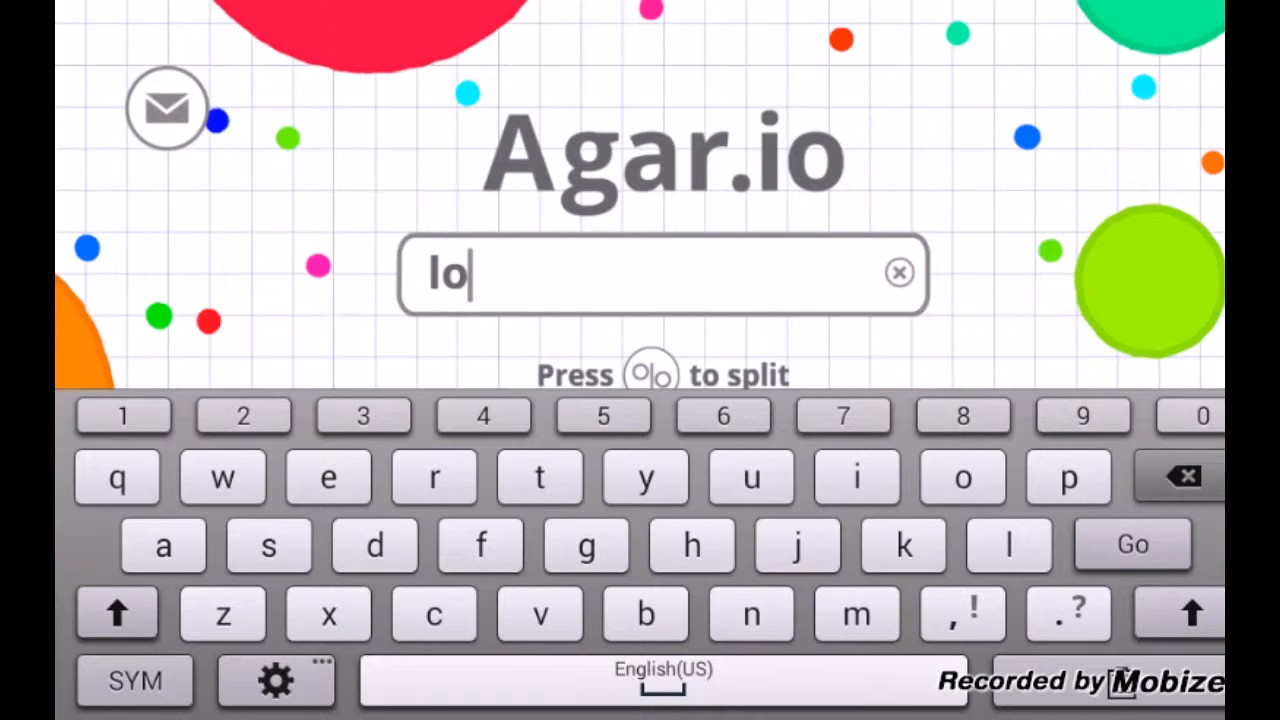 Agar.io
lo
Press to split
1 2 3 4 5 6 7 8 9 0
q w e r t y u i o p
a s d f g h j k l Go
z x c v b n m , ! . ?
SYM English(US) Recorded by Mobize